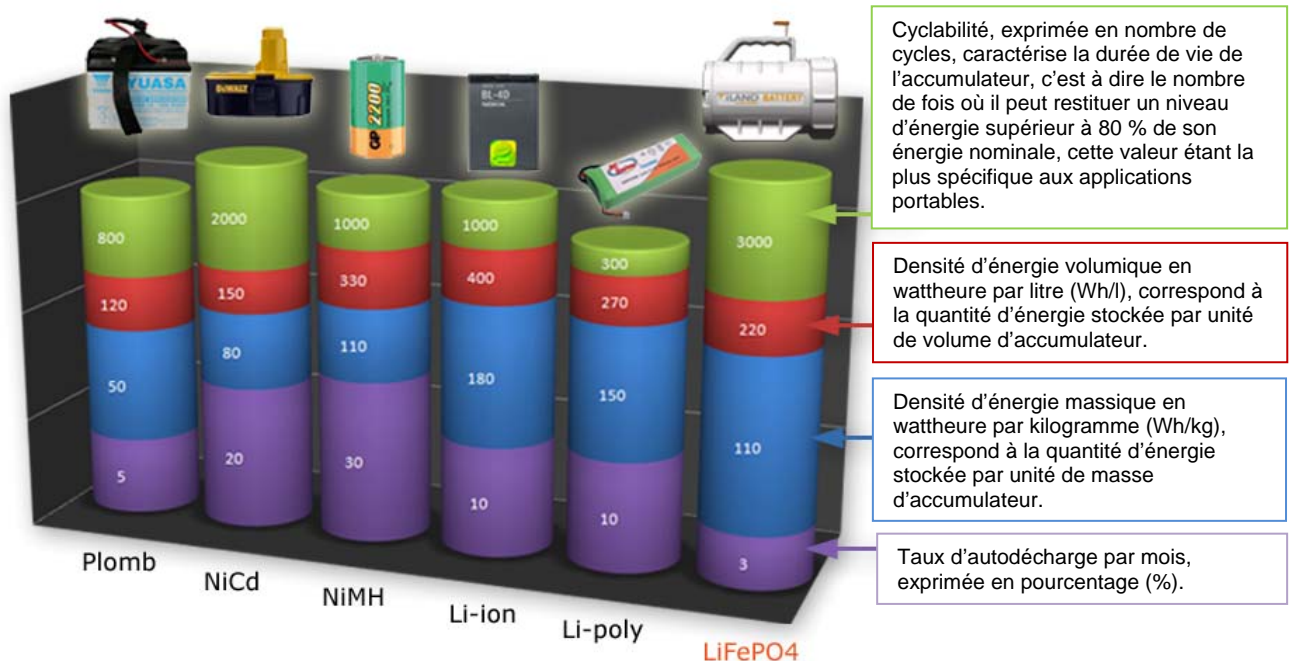 YUASA
DEWALT
GP 2200
BL-4D
NOKIA
BATTERY
800
120
50
5
Plomb
2000
150
80
20
NiCd
1000
330
110
30
NiMH
1000
400
180
10
Li-ion
300
270
150
10
Li-poly
3000
220
110
3
LiFePO4
Cyclabilité, exprimée en nombre de
cycles, caractérise la durée de vie de
l’accumulateur, c’est à dire le nombre
de fois où il peut restituer un niveau
d’énergie supérieur à 80 % de son
énergie nominale, cette valeur étant la
plus spécifique aux applications
portables.
Densité d’énergie volumique en
wattheure par litre (Wh/l), correspond à
la quantité d’énergie stockée par unité
de volume d’accumulateur.
Densité d’énergie massique en
wattheure par kilogramme (Wh/kg),
correspond à la quantité d’énergie
stockée par unité de masse
d’accumulateur.
Taux d’autodécharge par mois,
exprimée en pourcentage (%).